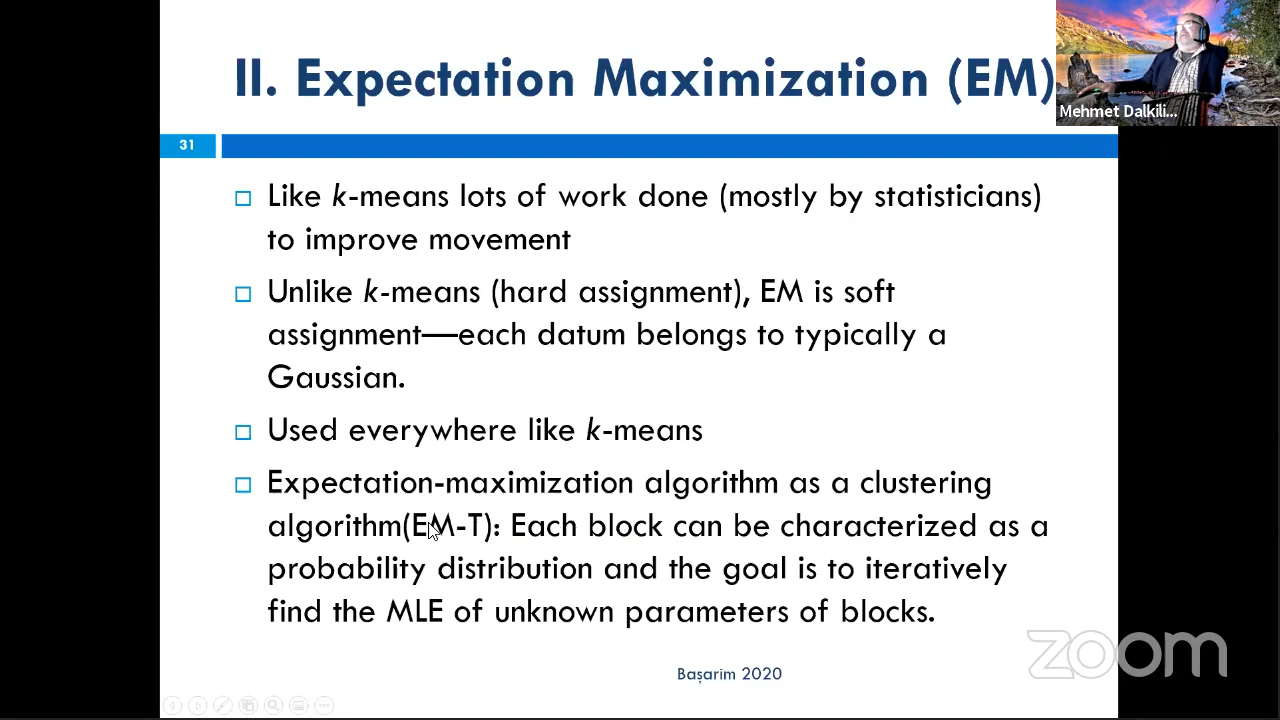 II. Expectation Maximization (EM)
Mehmet Dalkili...
31
□ Like k-means lots of work done (mostly by statisticians)
to improve movement
□ Unlike k-means (hard assignment), EM is soft
assignment—each datum belongs to typically a
Gaussian.
□ Used everywhere like k-means
□ Expectation-maximization algorithm as a clustering
algorithm(EM-T): Each block can be characterized as a
probability distribution and the goal is to iteratively
find the MLE of unknown parameters of blocks.
zoom
Başarim 2020